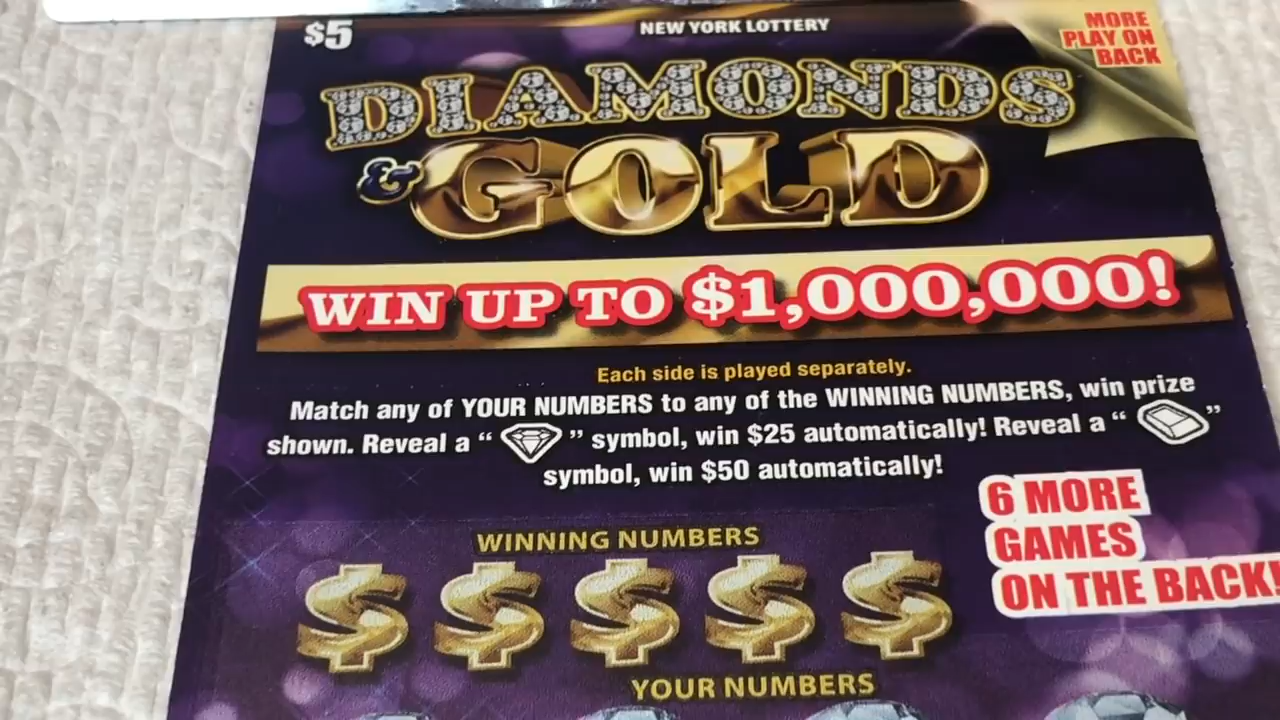 $5
NEW YORK LOTTERY
MORE
PLAY ON
BACK
DIAMONDS
& GOLD
WIN UP TO $1,000,000!
Each side is played separately.
Match any of YOUR NUMBERS to any of the WINNING NUMBERS, win prize
shown. Reveal a “ ” symbol, win $25 automatically! Reveal a “ ”
symbol, win $50 automatically!
6 MORE
GAMES
ON THE BACK!
WINNING NUMBERS
$ $ $ $ $
YOUR NUMBERS